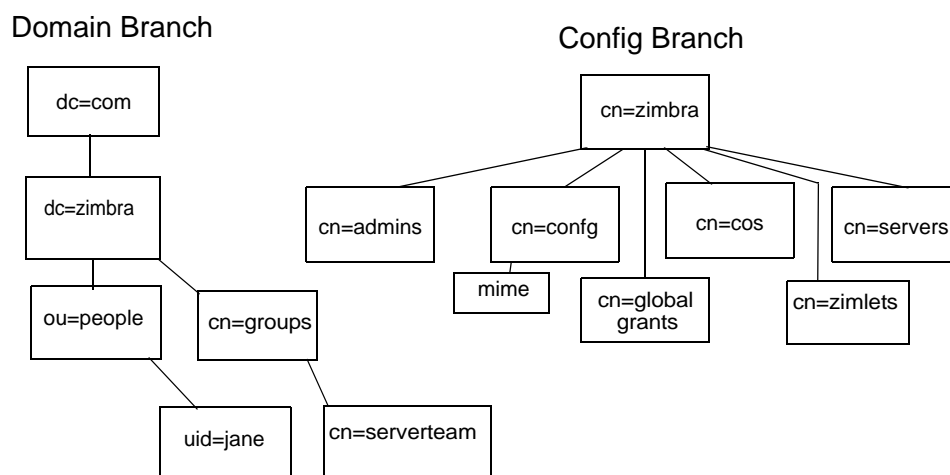 Domain Branch
Config Branch
dc=com
cn=zimbra
dc=zimbra
cn=admins
cn=confg
cn=cos
cn=servers
mime
cn=global
grants
cn=zimlets
ou=people
cn=groups
uid=jane
cn=serverteam